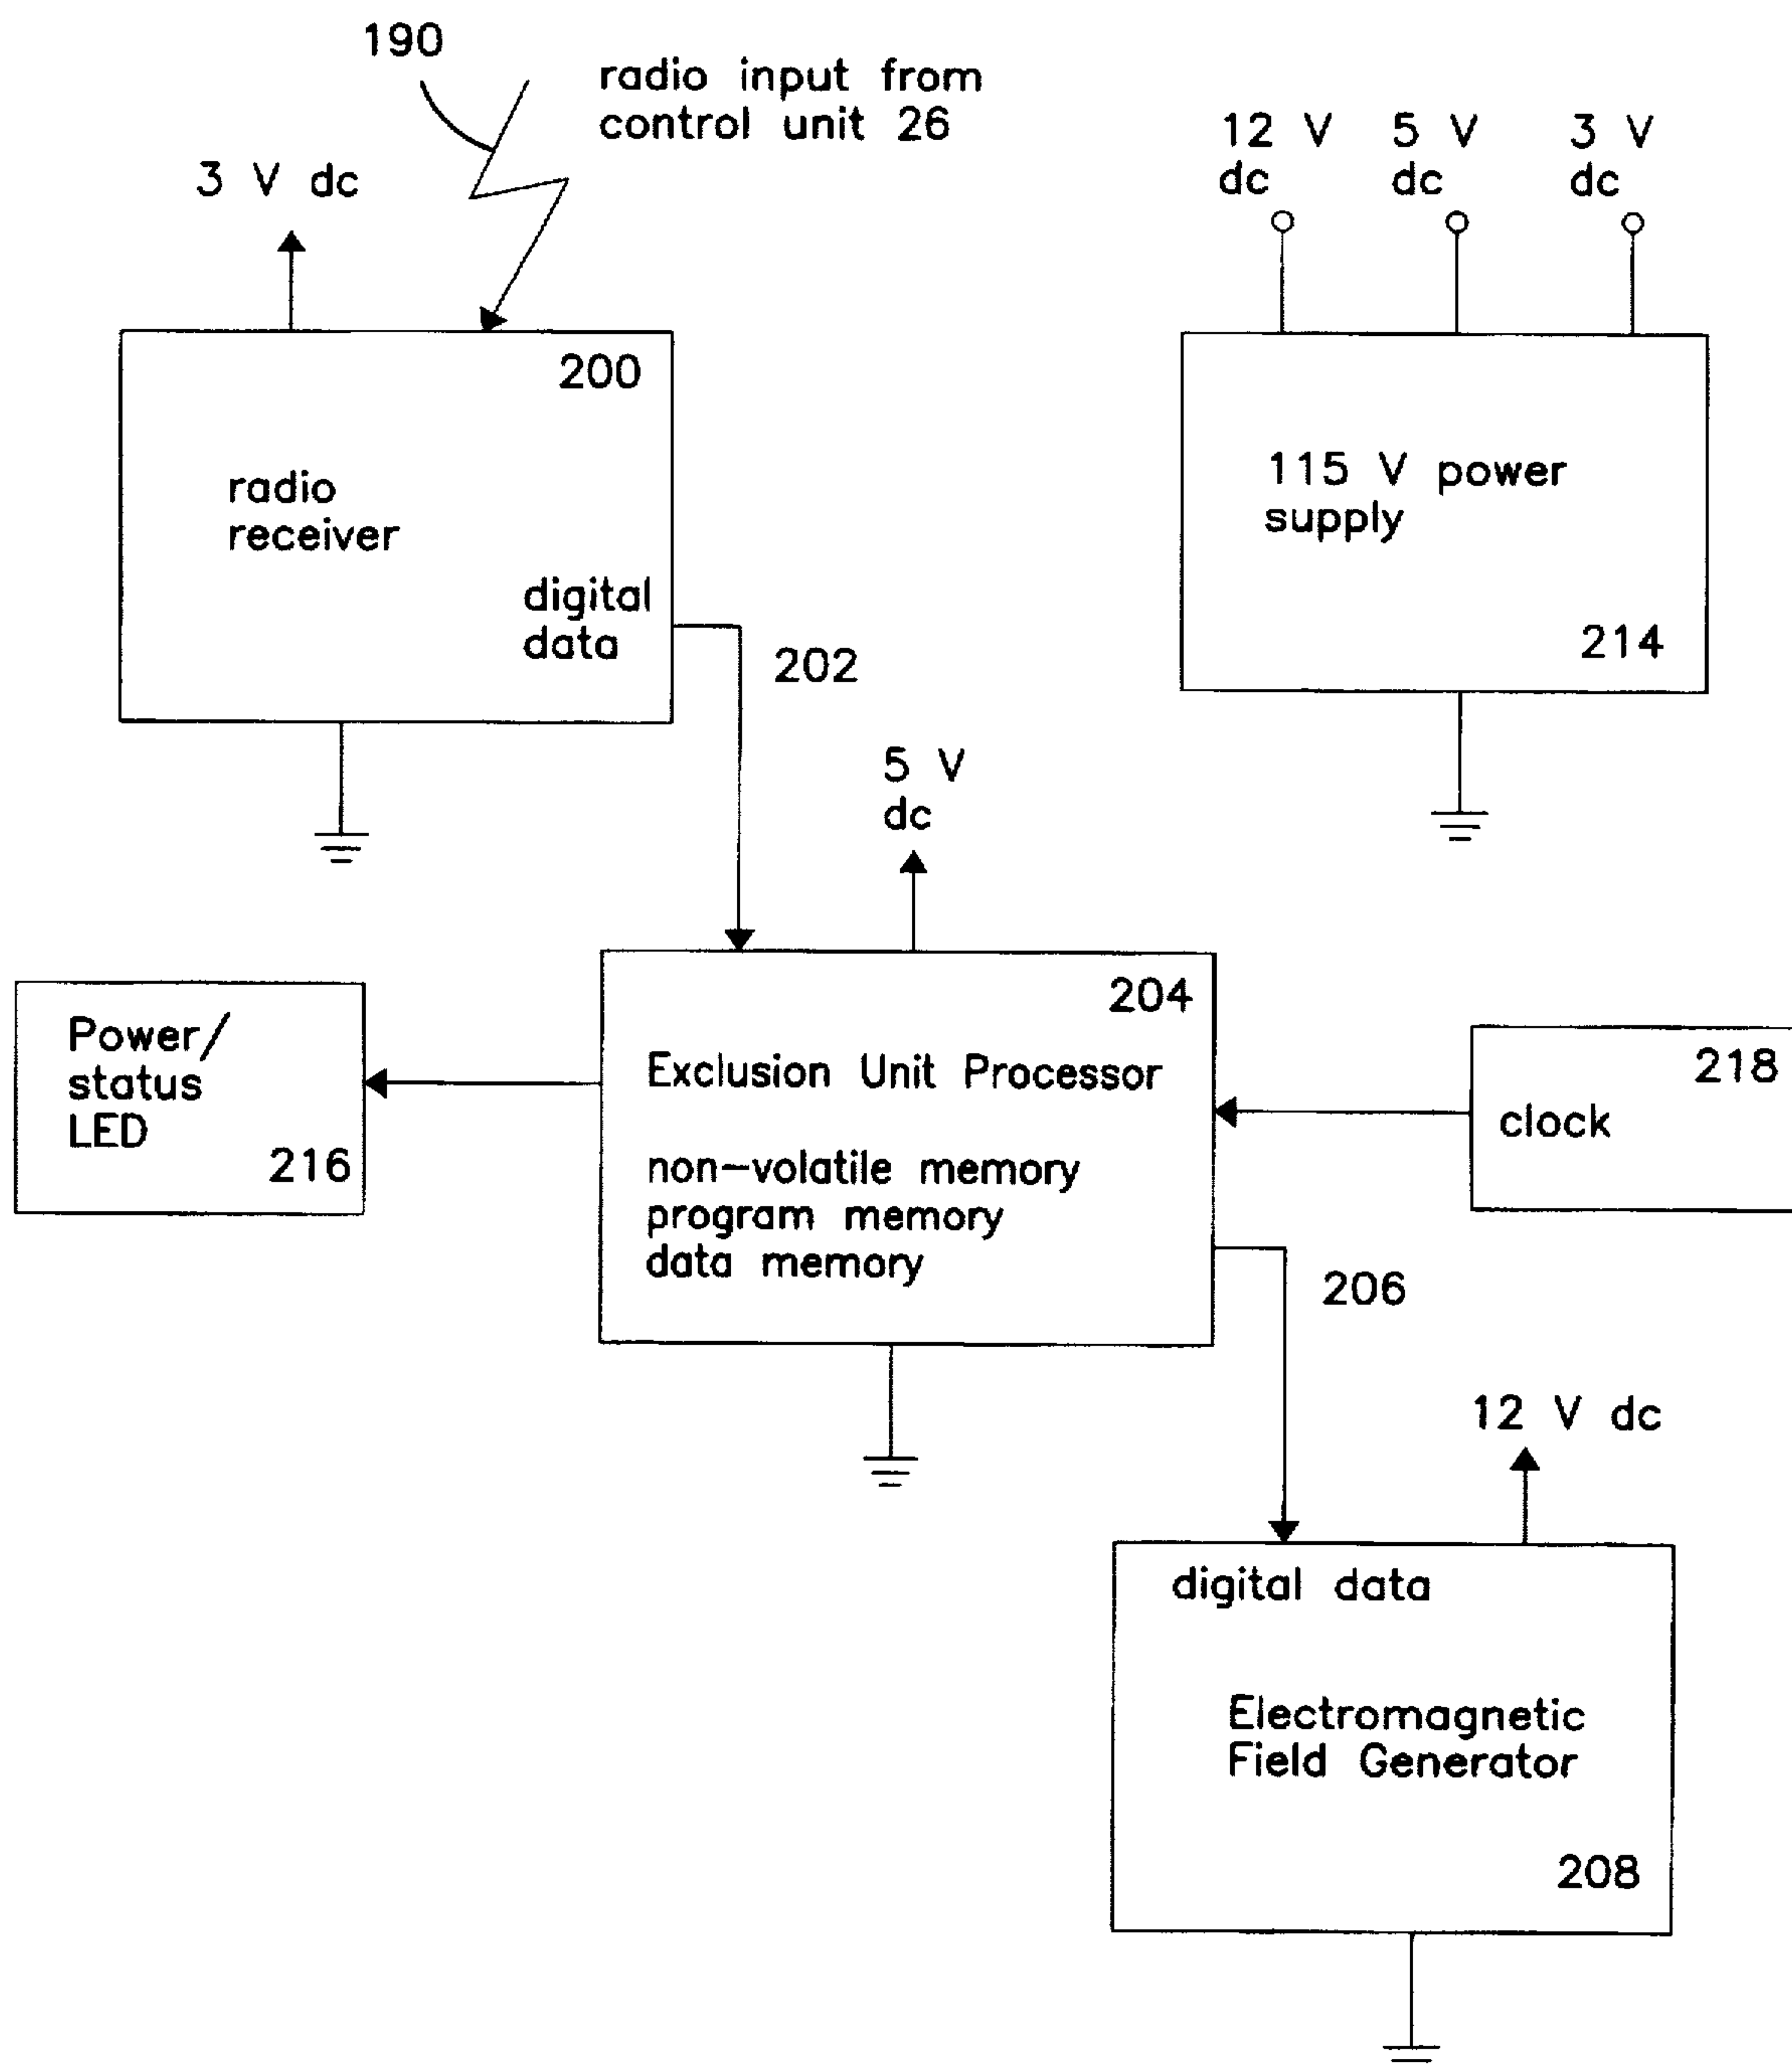 190
radio input from
control unit 26
3 V dc
12 V
dc
5 V
dc
3 V
dc
200
radio
receiver
digital
data
202
115 V power
supply
214
5 V
dc
204
Exclusion Unit Processor
non-volatile memory
program memory
data memory
Power/
status
LED
216
218
clock
206
12 V dc
digital data
Electromagnetic
Field Generator
208